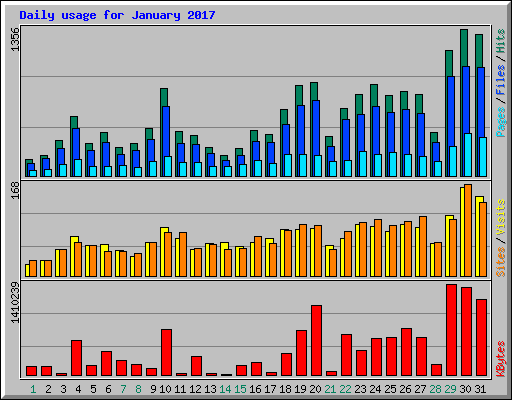 Daily usage for January 2017
1356
168
1410239
Pages / Files / Hits
Sites / Visits
KBytes
1 2 3 4 5 6 7 8 9 10 11 12 13 14 15 16 17 18 19 20 21 22 23 24 25 26 27 28 29 30 31